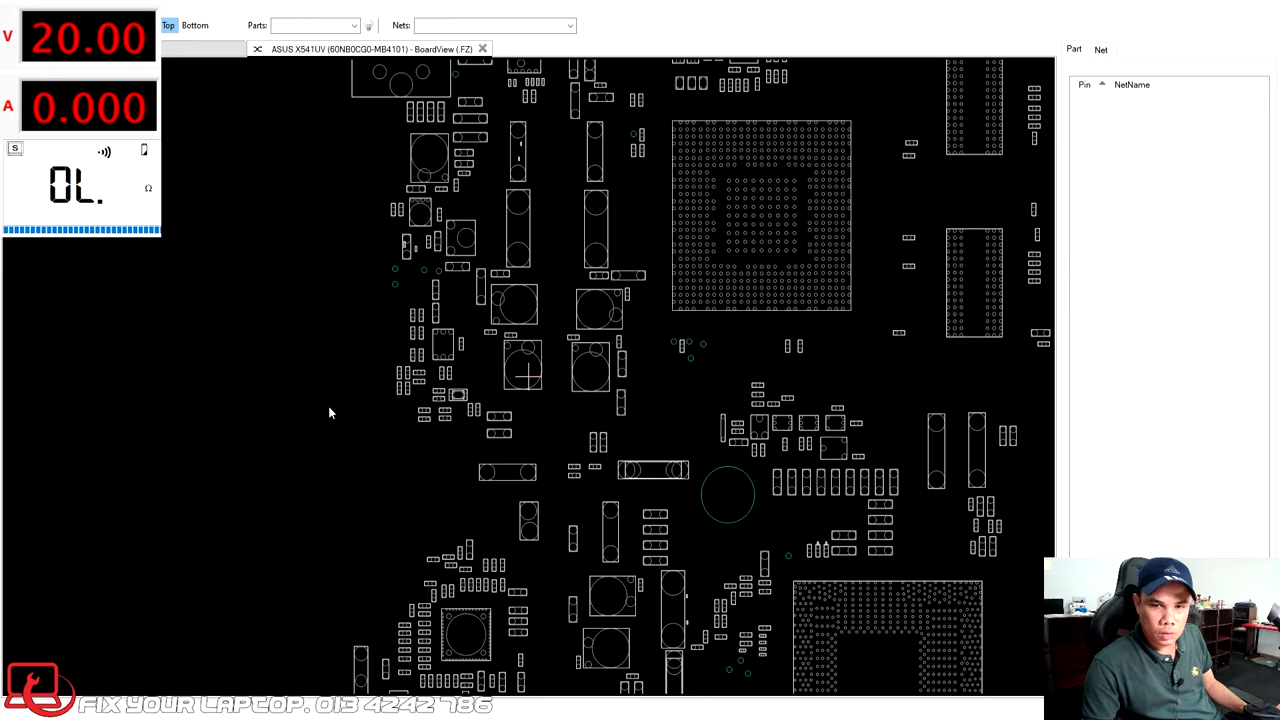 V 20.00
A 0.000
S
OL.
Ω
Top Bottom Parts: Nets:
ASUS X541UV (60NB0CG0-MB4101) - BoardView (.FZ)
Part Net
Pin NetName
FIX YOUR LAPTOP. 013 4242 786